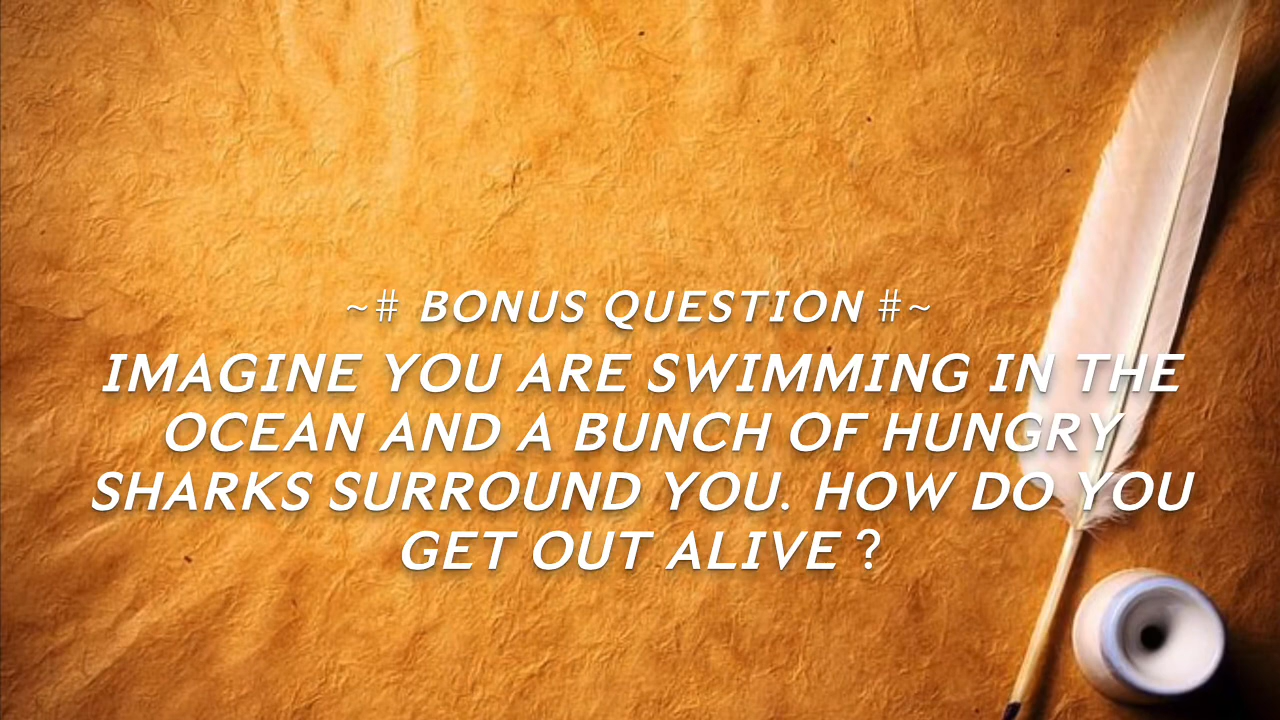 ~# BONUS QUESTION #~
IMAGINE YOU ARE SWIMMING IN THE
OCEAN AND A BUNCH OF HUNGRY
SHARKS SURROUND YOU. HOW DO YOU
GET OUT ALIVE ?